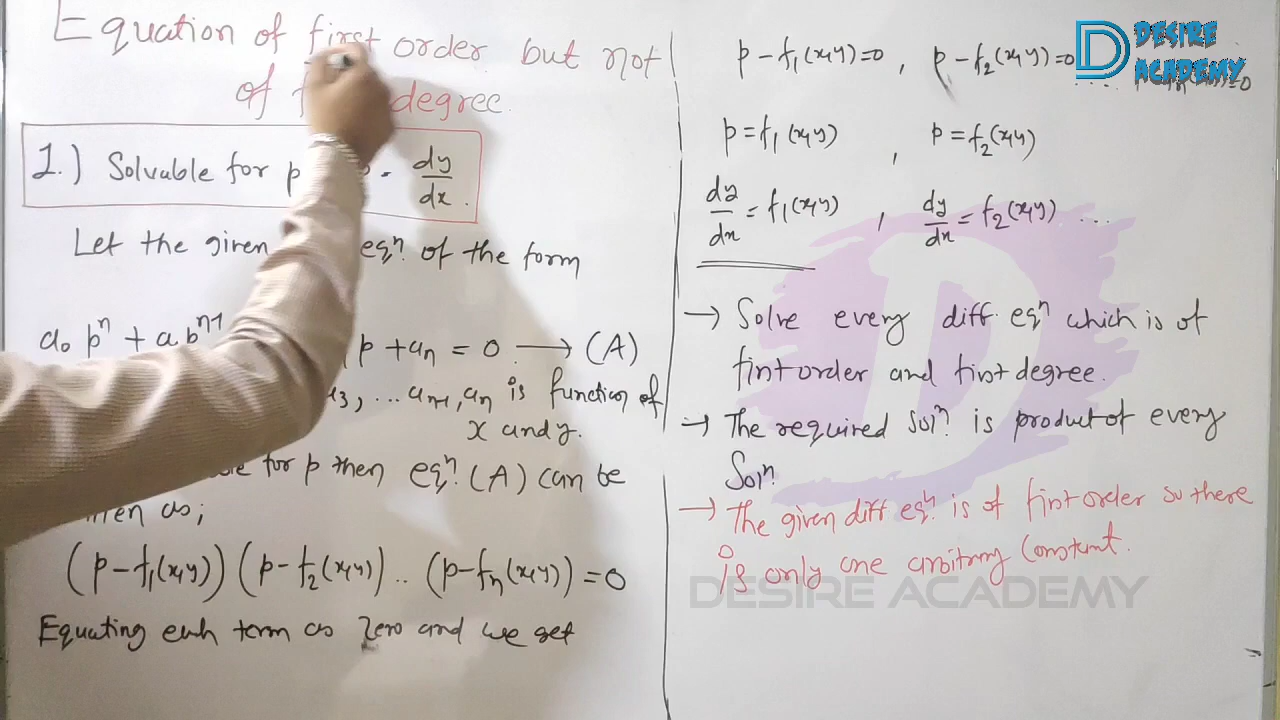 Equation of first order but not
of degree.
1.) Solvable for p = dy/dx.
Let the given eqⁿ of the form
a₀ pⁿ + a pⁿ⁻¹ p + aₙ = 0 → (A)
a₃, ... aₙ₋₁, aₙ is function of
x and y.
for p then eqⁿ (A) can be
as;
(p-f₁(x,y)) (p-f₂(x,y)) .. (p-fₙ(x,y)) = 0
Equating each term as zero and we get
p-f₁(x,y)=0, p-f₂(x,y)=0
p=f₁(x,y), p=f₂(x,y)
dy/dx = f₁(x,y), dy/dx = f₂(x,y) ...
→ Solve every diff. eqⁿ which is of
first order and first degree.
→ The required Solⁿ. is product of every
Solⁿ.
→ The given diff eqⁿ. is of first order so there
is only one arbitrary Constant.
DESIRE
ACADEMY
DESIRE ACADEMY